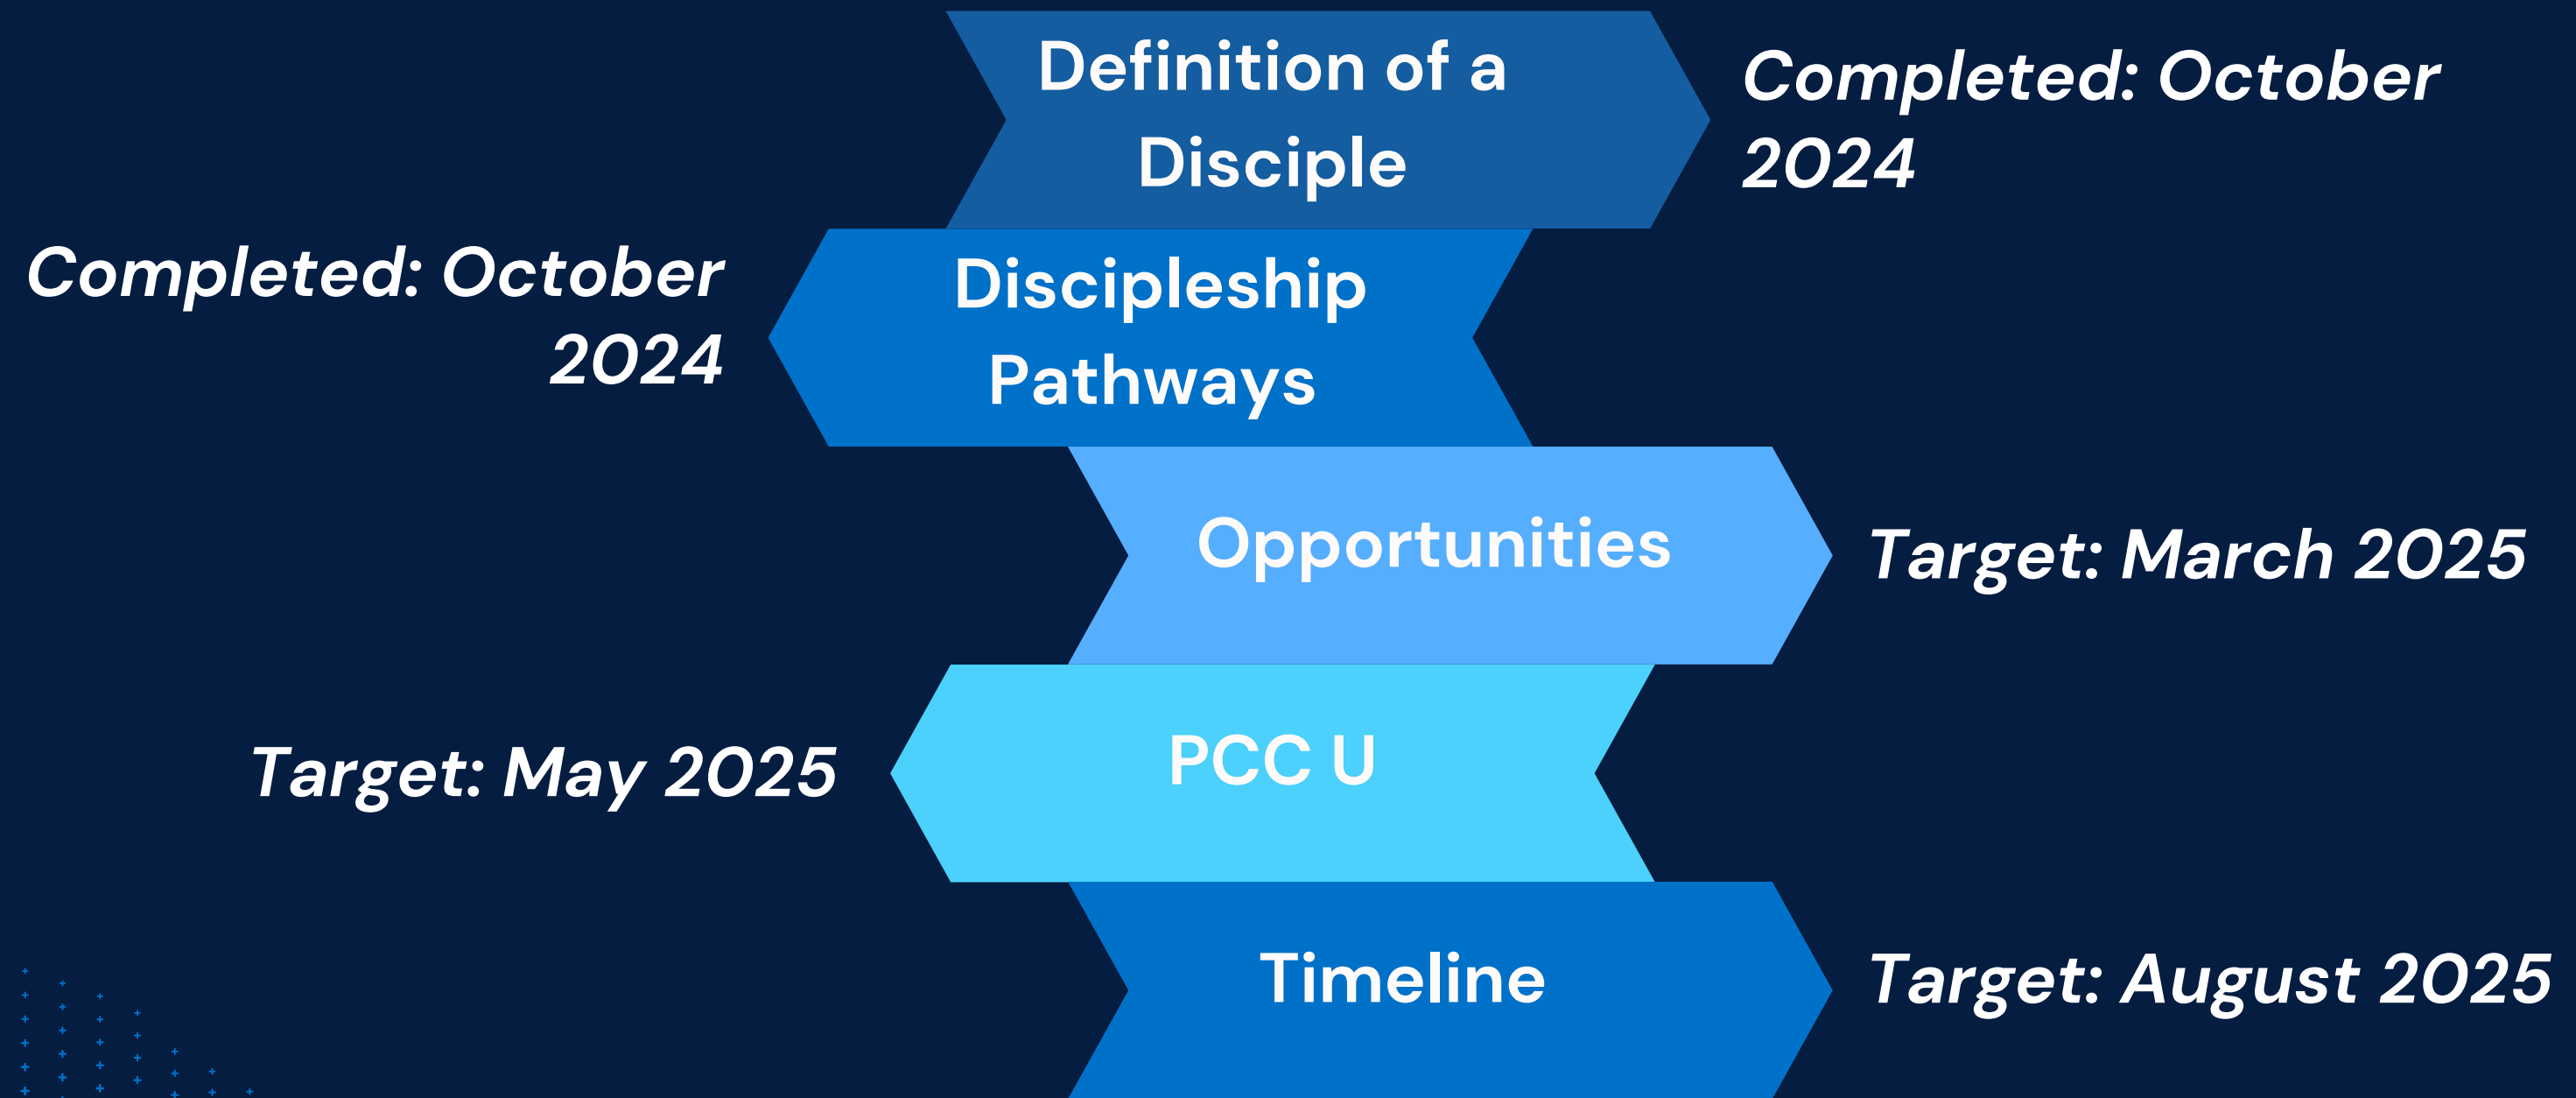 Definition of a
Disciple
Completed: October
2024
Completed: October
2024
Discipleship
Pathways
Opportunities
Target: March 2025
Target: May 2025
PCC U
Timeline
Target: August 2025